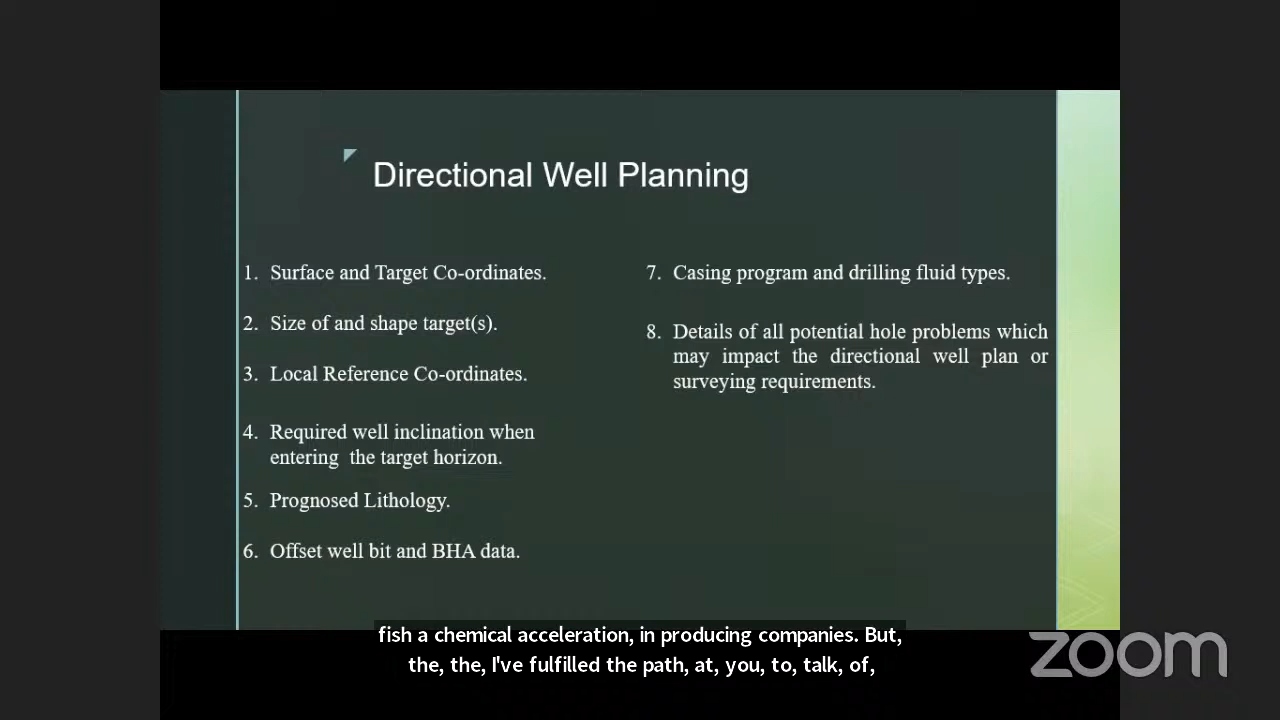 Directional Well Planning
1. Surface and Target Co-ordinates.
2. Size of and shape target(s).
3. Local Reference Co-ordinates.
4. Required well inclination when
entering the target horizon.
5. Prognosed Lithology.
6. Offset well bit and BHA data.
7. Casing program and drilling fluid types.
8. Details of all potential hole problems which
may impact the directional well plan or
surveying requirements.
fish a chemical acceleration, in producing companies. But,
the, the, I've fulfilled the path, at, you, to, talk, of,
zoom